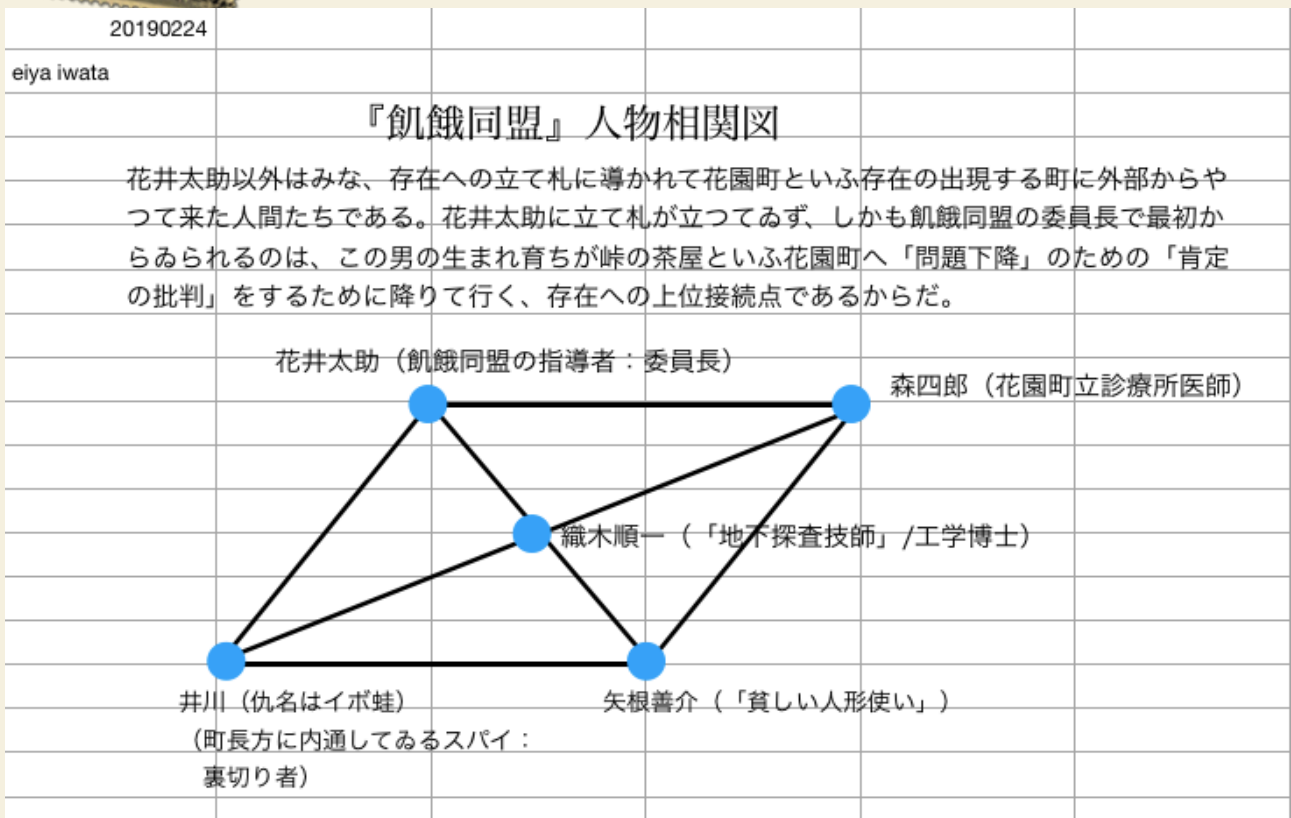 20190224
eiya iwata
『飢餓同盟』人物相関図
花井太助以外はみな、存在への立て札に導かれて花園町といふ存在の出現する町に外部からや
つて来た人間たちである。花井太助に立て札が立つてゐず、しかも飢餓同盟の委員長で最初か
らゐられるのは、この男の生まれ育ちが峠の茶屋といふ花園町へ「問題下降」のための「肯定
の批判」をするために降りて行く、存在への上位接続点であるからだ。
花井太助（飢餓同盟の指導者：委員長）
森四郎（花園町立診療所医師）
織木順一（「地下探査技師」/工学博士）
井川（仇名はイボ蛙）
矢根善介（「貧しい人形使い」）
（町長方に内通してゐるスパイ：
裏切り者）